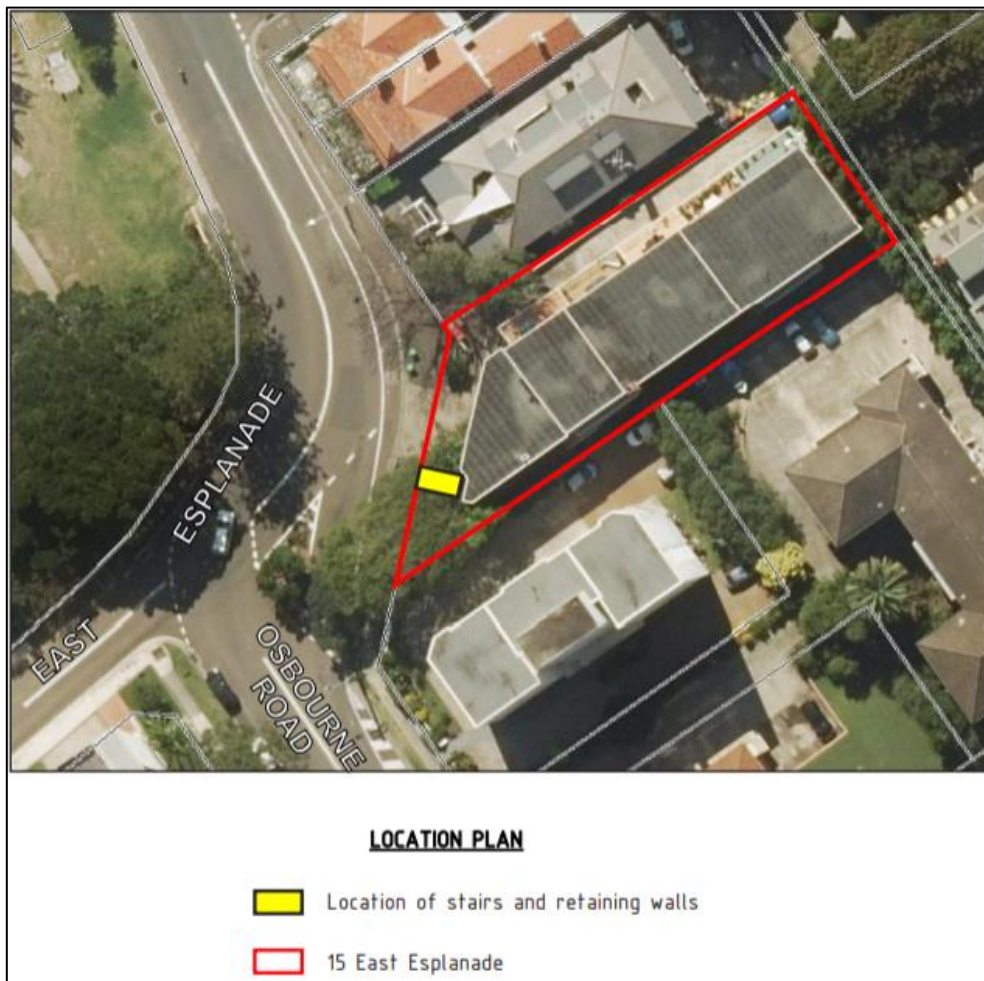 ESPLANADE
EAST
OSBOURNE
ROAD
LOCATION PLAN
Location of stairs and retaining walls
15 East Esplanade